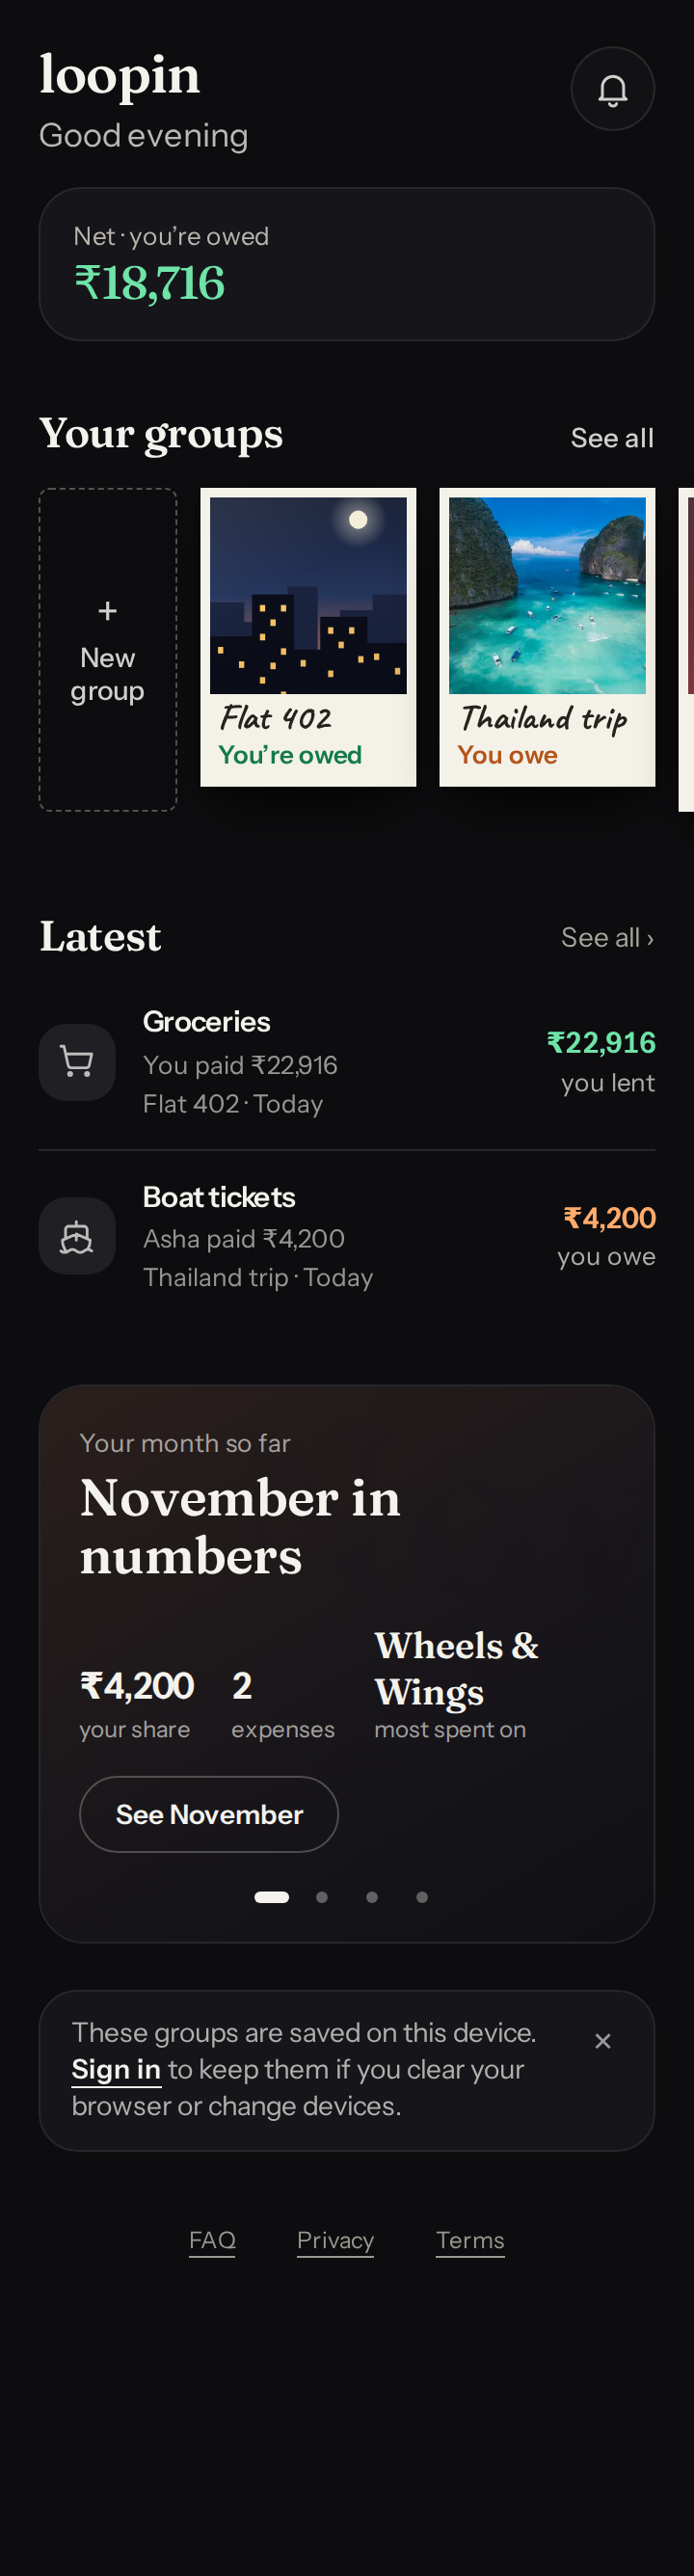 loopin
Good evening
Net · you’re owed
₹18,716
Your groups
See all
+
New
group
Flat 402
You’re owed
Thailand trip
You owe
Latest
See all ›
Groceries
You paid ₹22,916
Flat 402 · Today
₹22,916
you lent
Boat tickets
Asha paid ₹4,200
Thailand trip · Today
₹4,200
you owe
Your month so far
November in
numbers
₹4,200
your share
2
expenses
Wheels &
Wings
most spent on
See November
These groups are saved on this device.
Sign in to keep them if you clear your
browser or change devices.
×
FAQ
Privacy
Terms